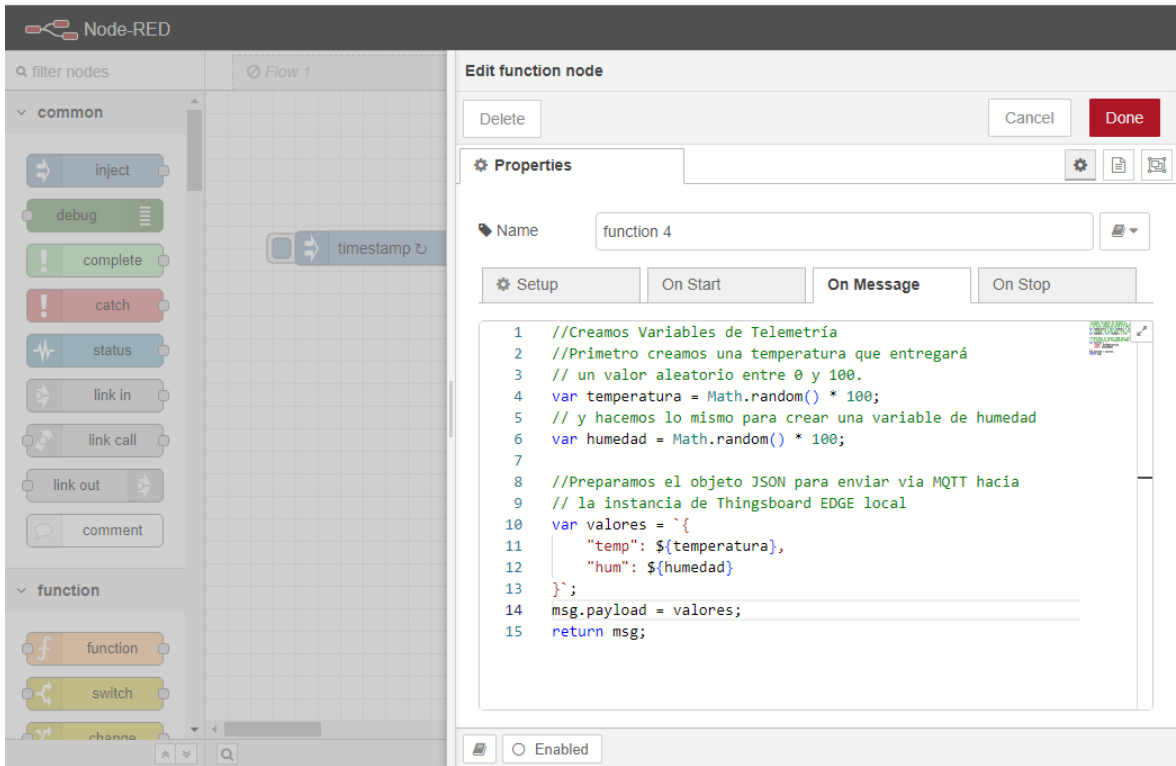 Node-RED
filter nodes
Flow 1
common
inject
debug
complete
catch
status
link in
link call
link out
comment
function
function
switch
change
timestamp ↻
Edit function node
Delete
Cancel
Done
Properties
Name
function 4
Setup
On Start
On Message
On Stop
1 //Creamos Variables de Telemetría
2 //Primetro creamos una temperatura que entregará
3 // un valor aleatorio entre 0 y 100.
4 var temperatura = Math.random() * 100;
5 // y hacemos lo mismo para crear una variable de humedad
6 var humedad = Math.random() * 100;
7
8 //Preparamos el objeto JSON para enviar via MQTT hacia
9 // la instancia de Thingsboard EDGE local
10 var valores = `{
11     "temp": ${temperatura},
12     "hum": ${humedad}
13 }`;
14 msg.payload = valores;
15 return msg;
Enabled